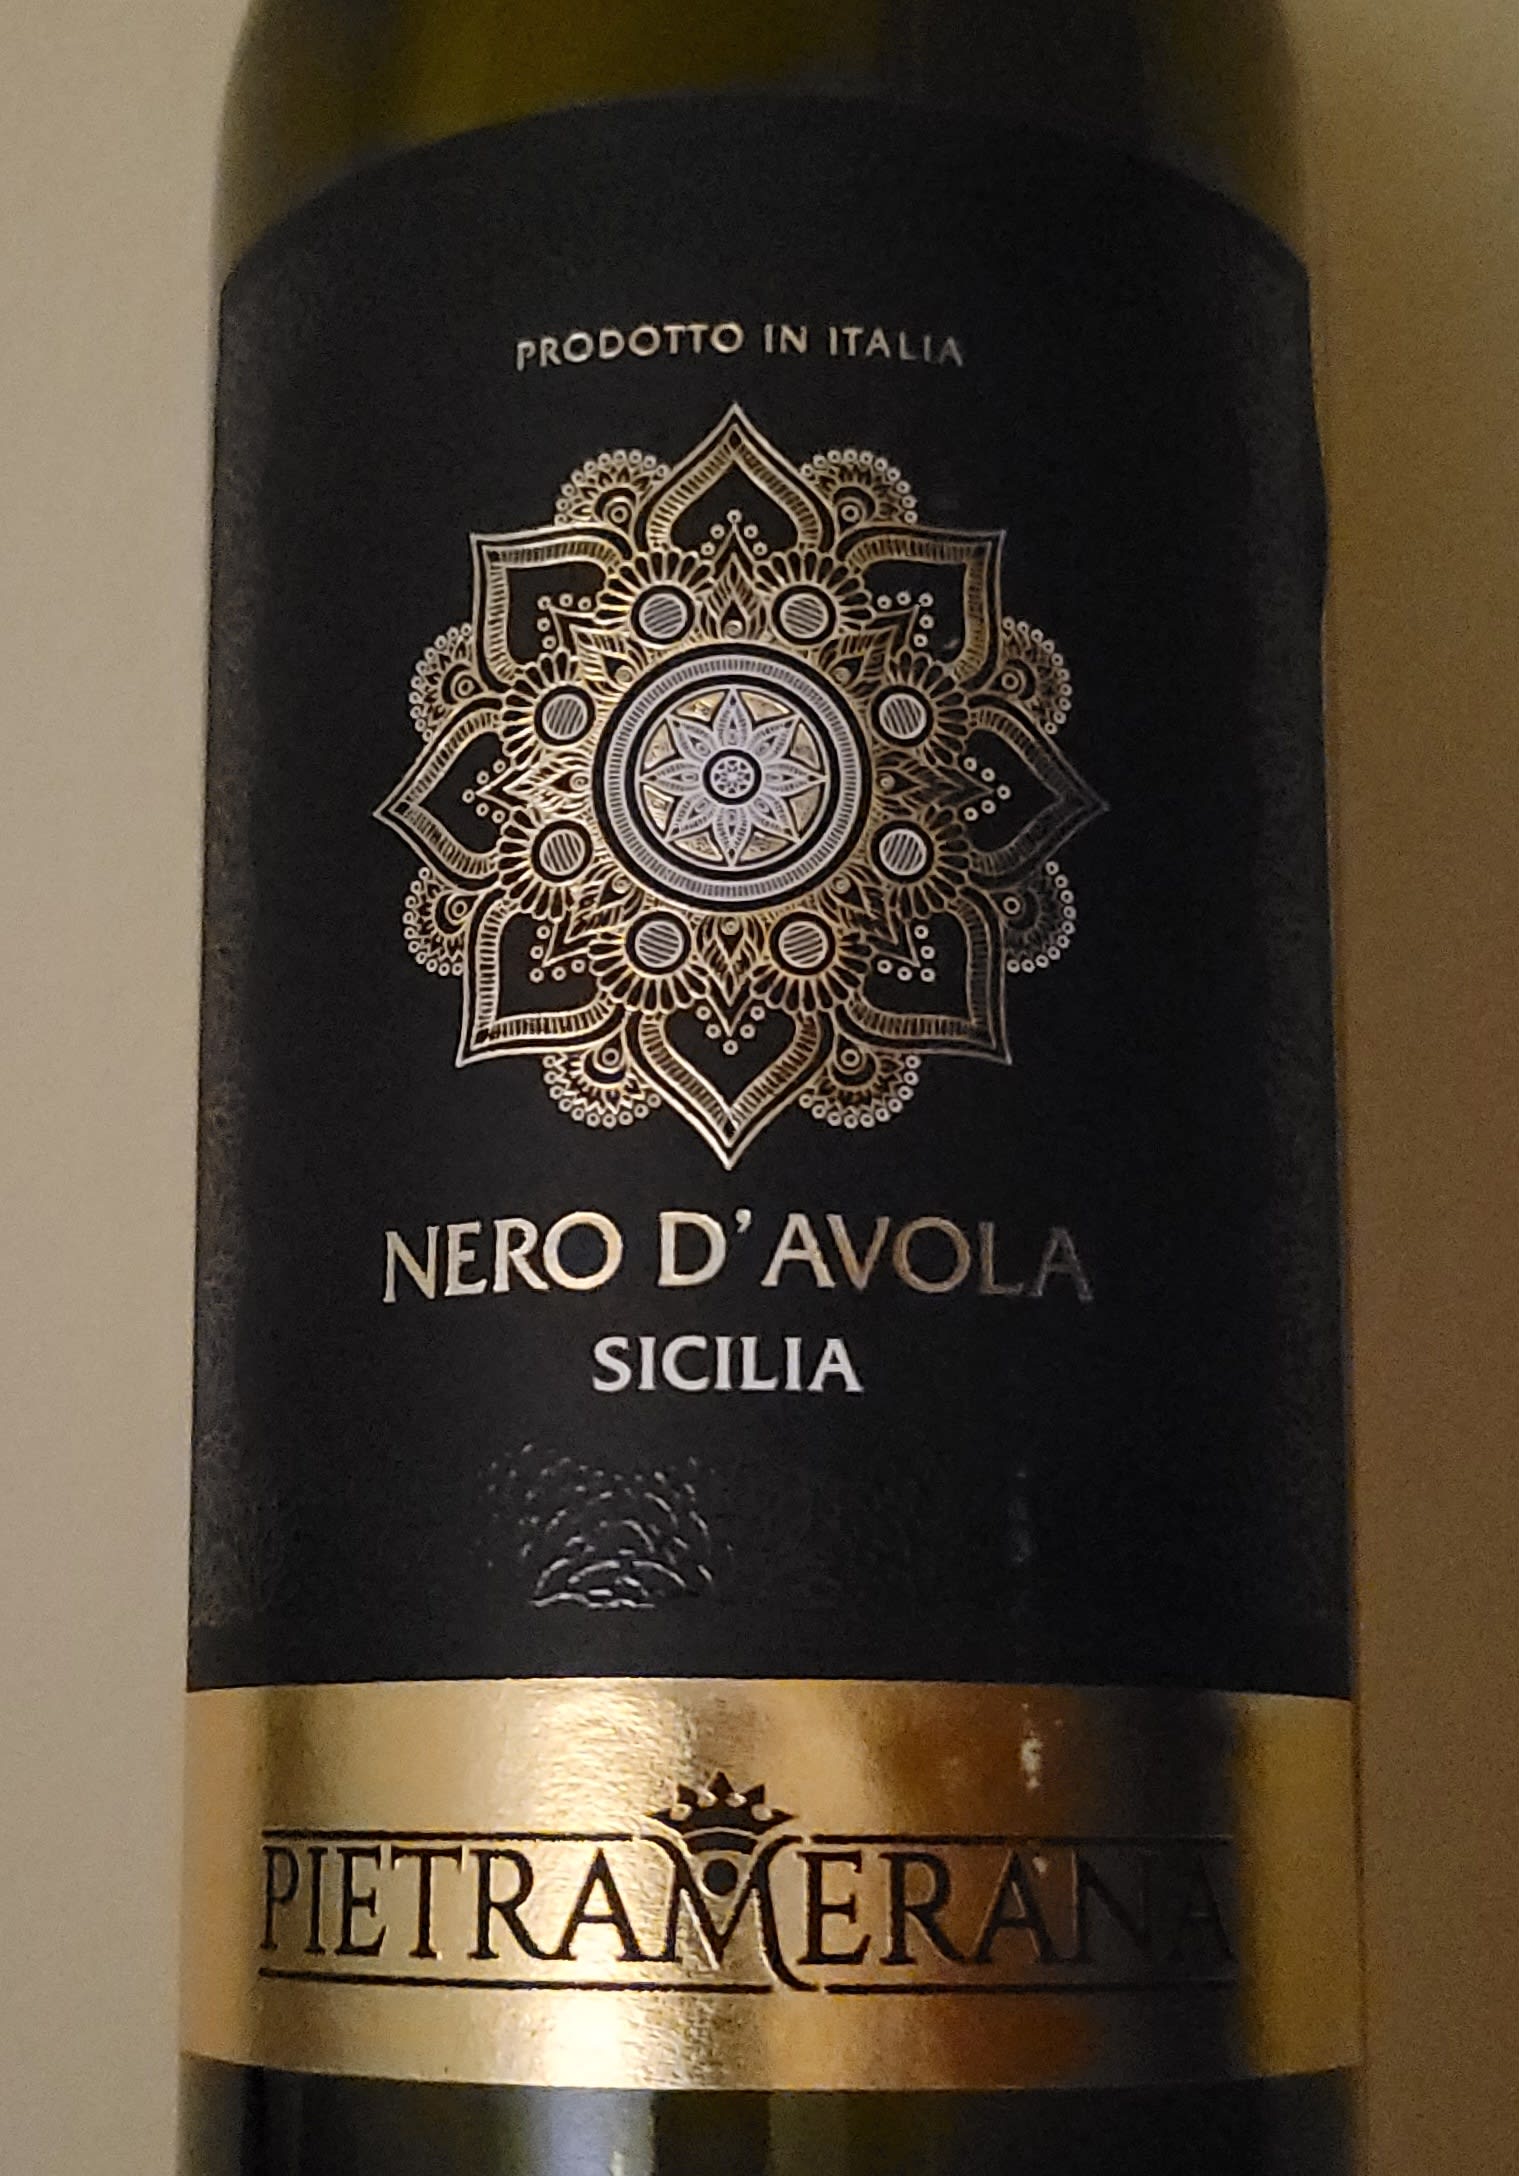 PRODOTTO IN ITALIA
NERO D'AVOLA
SICILIA
PIETRAMERANA